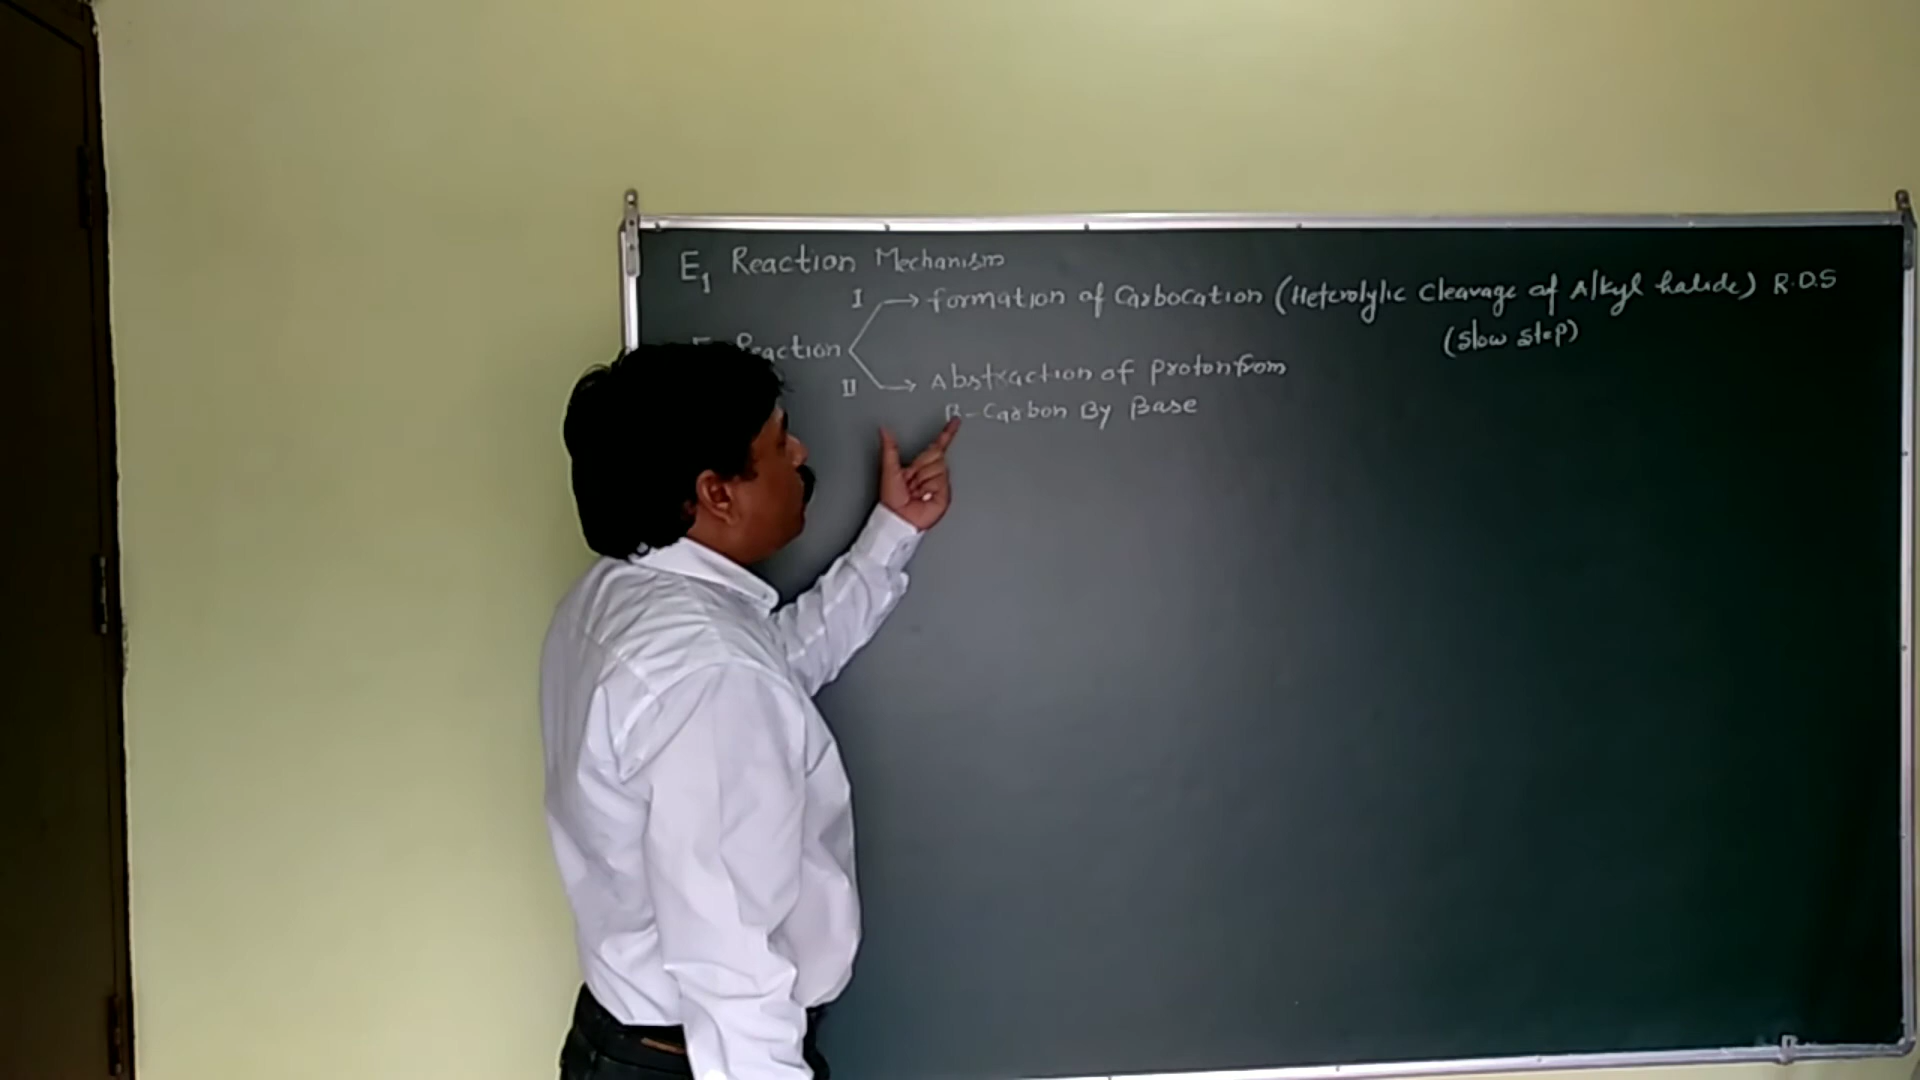 E1 Reaction Mechanism
I → formation of Carbocation (Heterolylic Cleavage of Alkyl halide) R.D.S
(Slow step)
Reaction
II → Abstraction of proton from
β-Carbon By Base